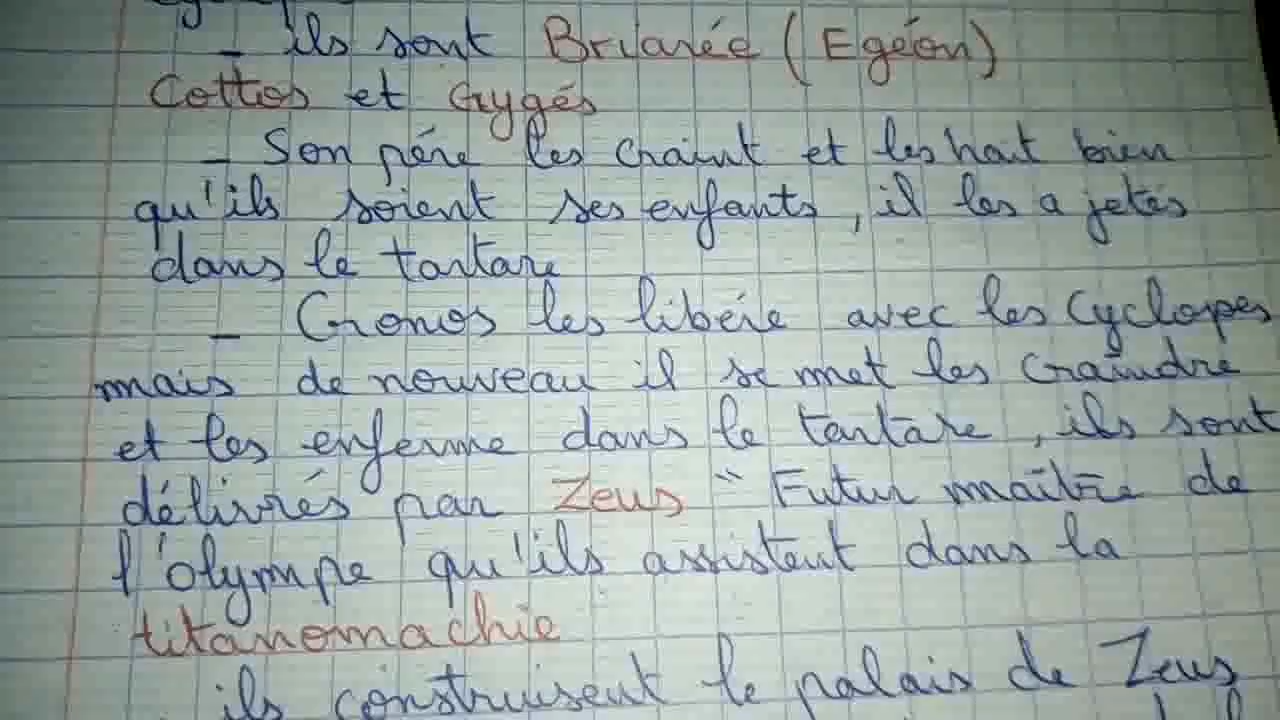 - ils sont Briarée (Egéon)
Cottos et Gygés
- Son pére les craint et les hait bien
qu'ils soient ses enfants, il les a jetés
dans le tartare
- Cronos les libére avec les Cyclopes
mais de nouveau il se met les craindre
et les enferme dans le tartare, ils sont
délivrés par Zeus " Futur maître de
l'olympe qu'ils assistent dans la
titanomachie
ils construisent le palais de Zeus